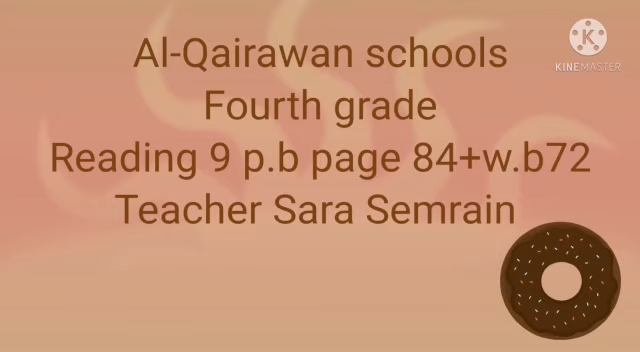 Al-Qairawan schools
Fourth grade
Reading 9 p.b page 84+w.b72
Teacher Sara Semrain
K
KINEMASTER